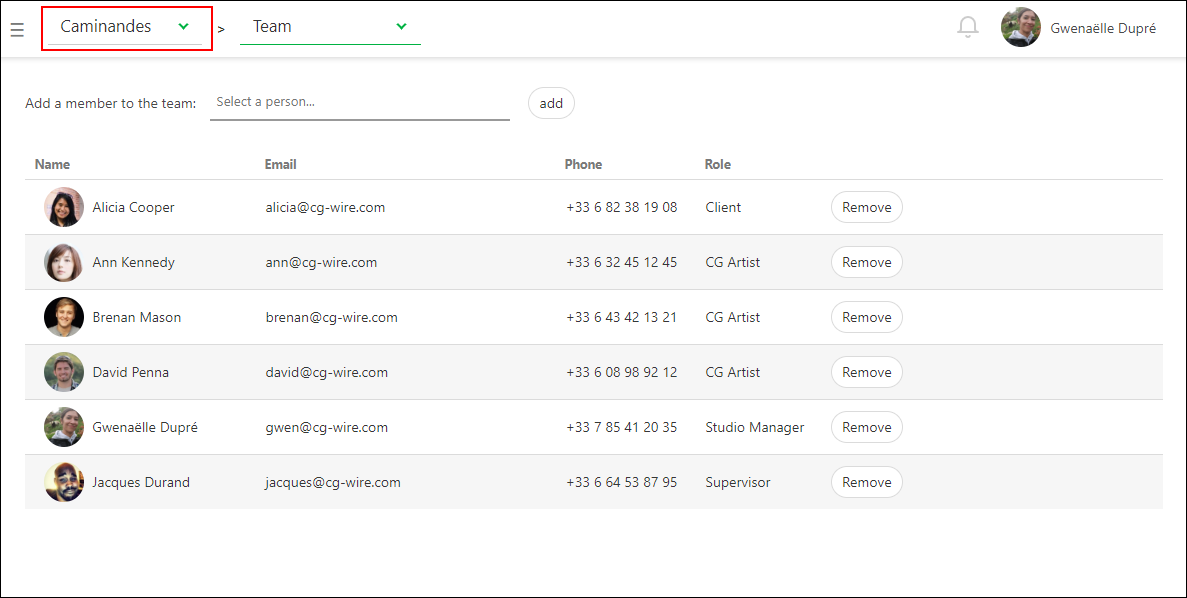 Caminandes > Team Gwenaëlle Dupré
Add a member to the team: Select a person... add
Name Email Phone Role
Alicia Cooper alicia@cg-wire.com +33 6 82 38 19 08 Client Remove
Ann Kennedy ann@cg-wire.com +33 6 32 45 12 45 CG Artist Remove
Brenan Mason brenan@cg-wire.com +33 6 43 42 13 21 CG Artist Remove
David Penna david@cg-wire.com +33 6 08 98 92 12 CG Artist Remove
Gwenaëlle Dupré gwen@cg-wire.com +33 7 85 41 20 35 Studio Manager Remove
Jacques Durand jacques@cg-wire.com +33 6 64 53 87 95 Supervisor Remove